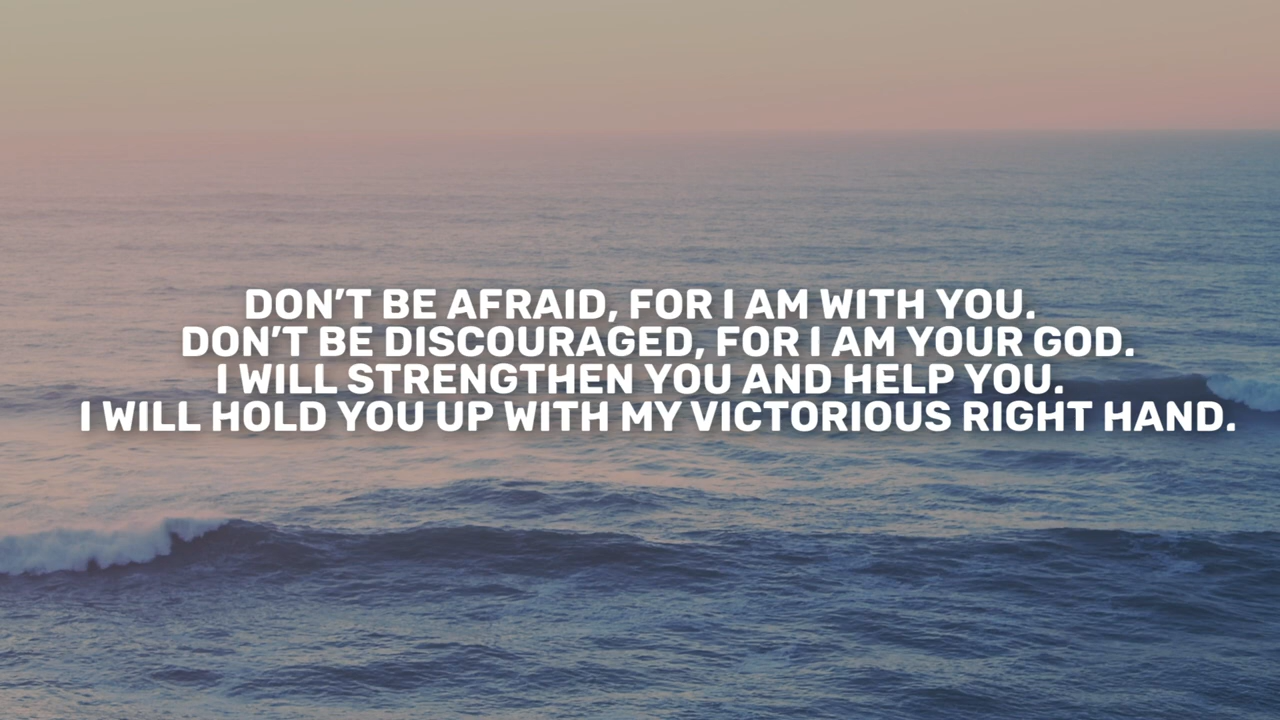 DON’T BE AFRAID, FOR I AM WITH YOU.
DON’T BE DISCOURAGED, FOR I AM YOUR GOD.
I WILL STRENGTHEN YOU AND HELP YOU.
I WILL HOLD YOU UP WITH MY VICTORIOUS RIGHT HAND.